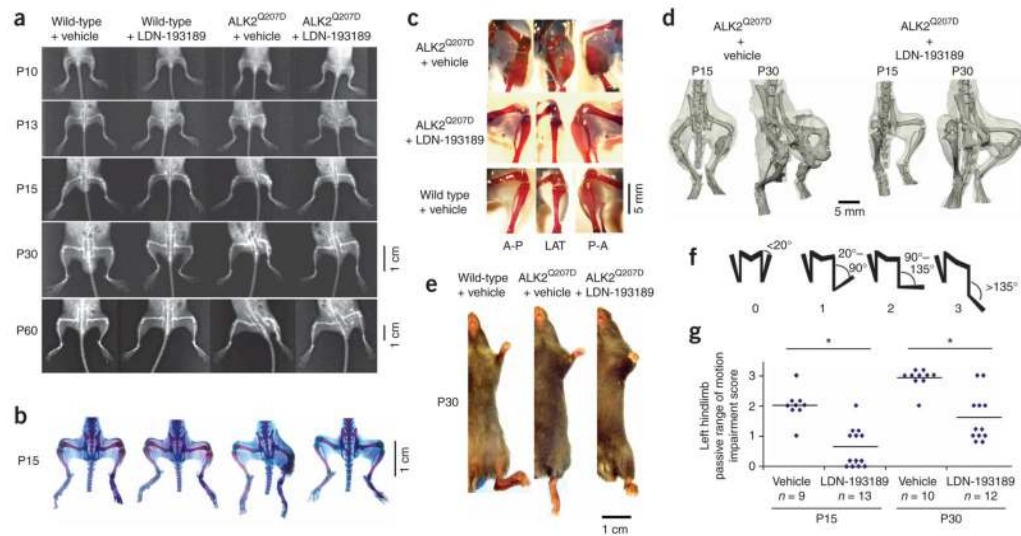 a
Wild-type
+ vehicle
Wild-type
+ LDN-193189
ALK2Q207D
+ vehicle
ALK2Q207D
+ LDN-193189
P10
P13
P15
P30
1 cm
P60
1 cm
b
P15
1 cm
c
ALK2Q207D
+ vehicle
ALK2Q207D
+ LDN-193189
Wild type
+ vehicle
5 mm
A-P
LAT
P-A
d
ALK2Q207D
+
vehicle
P15
P30
ALK2Q207D
+
LDN-193189
P15
P30
5 mm
e
Wild-type
+ vehicle
ALK2Q207D
+ vehicle
ALK2Q207D
+ LDN-193189
P30
1 cm
f
<20°
0
20°–
90°
1
90°–
135°
2
>135°
3
g
Left hindlimb
passive range of motion
impairment score
3
2
1
0
*
*
Vehicle
n = 9
LDN-193189
n = 13
Vehicle
n = 10
LDN-193189
n = 12
P15
P30